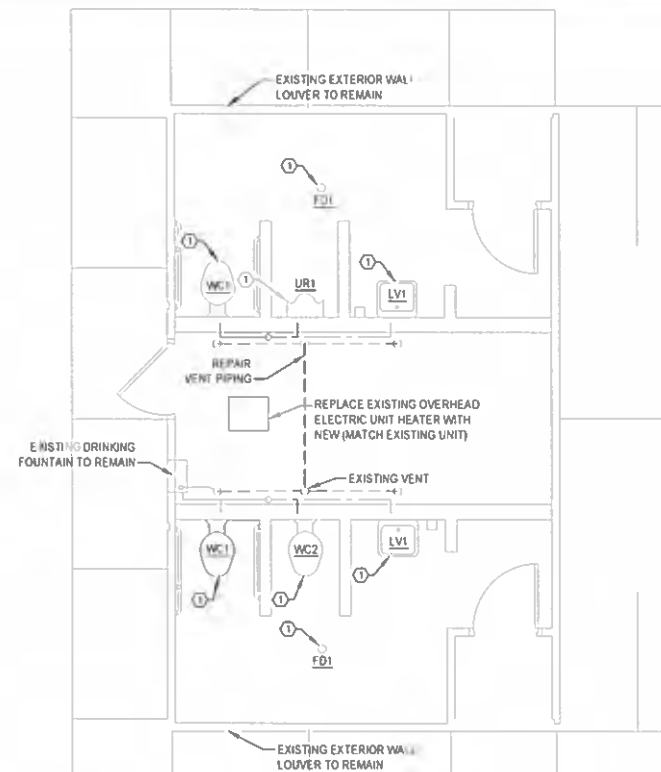 EXISTING EXTERIOR WALL
LOUVER TO REMAIN
1
FD1
1
WC1
1
UR1
1
LV1
REPAIR
VENT PIPING
REPLACE EXISTING OVERHEAD
ELECTRIC UNIT HEATER WITH
NEW (MATCH EXISTING UNIT)
EXISTING DRINKING
FOUNTAIN TO REMAIN
EXISTING VENT
WC1
WC2
LV1
1
1
1
1
FD1
EXISTING EXTERIOR WALL
LOUVER TO REMAIN